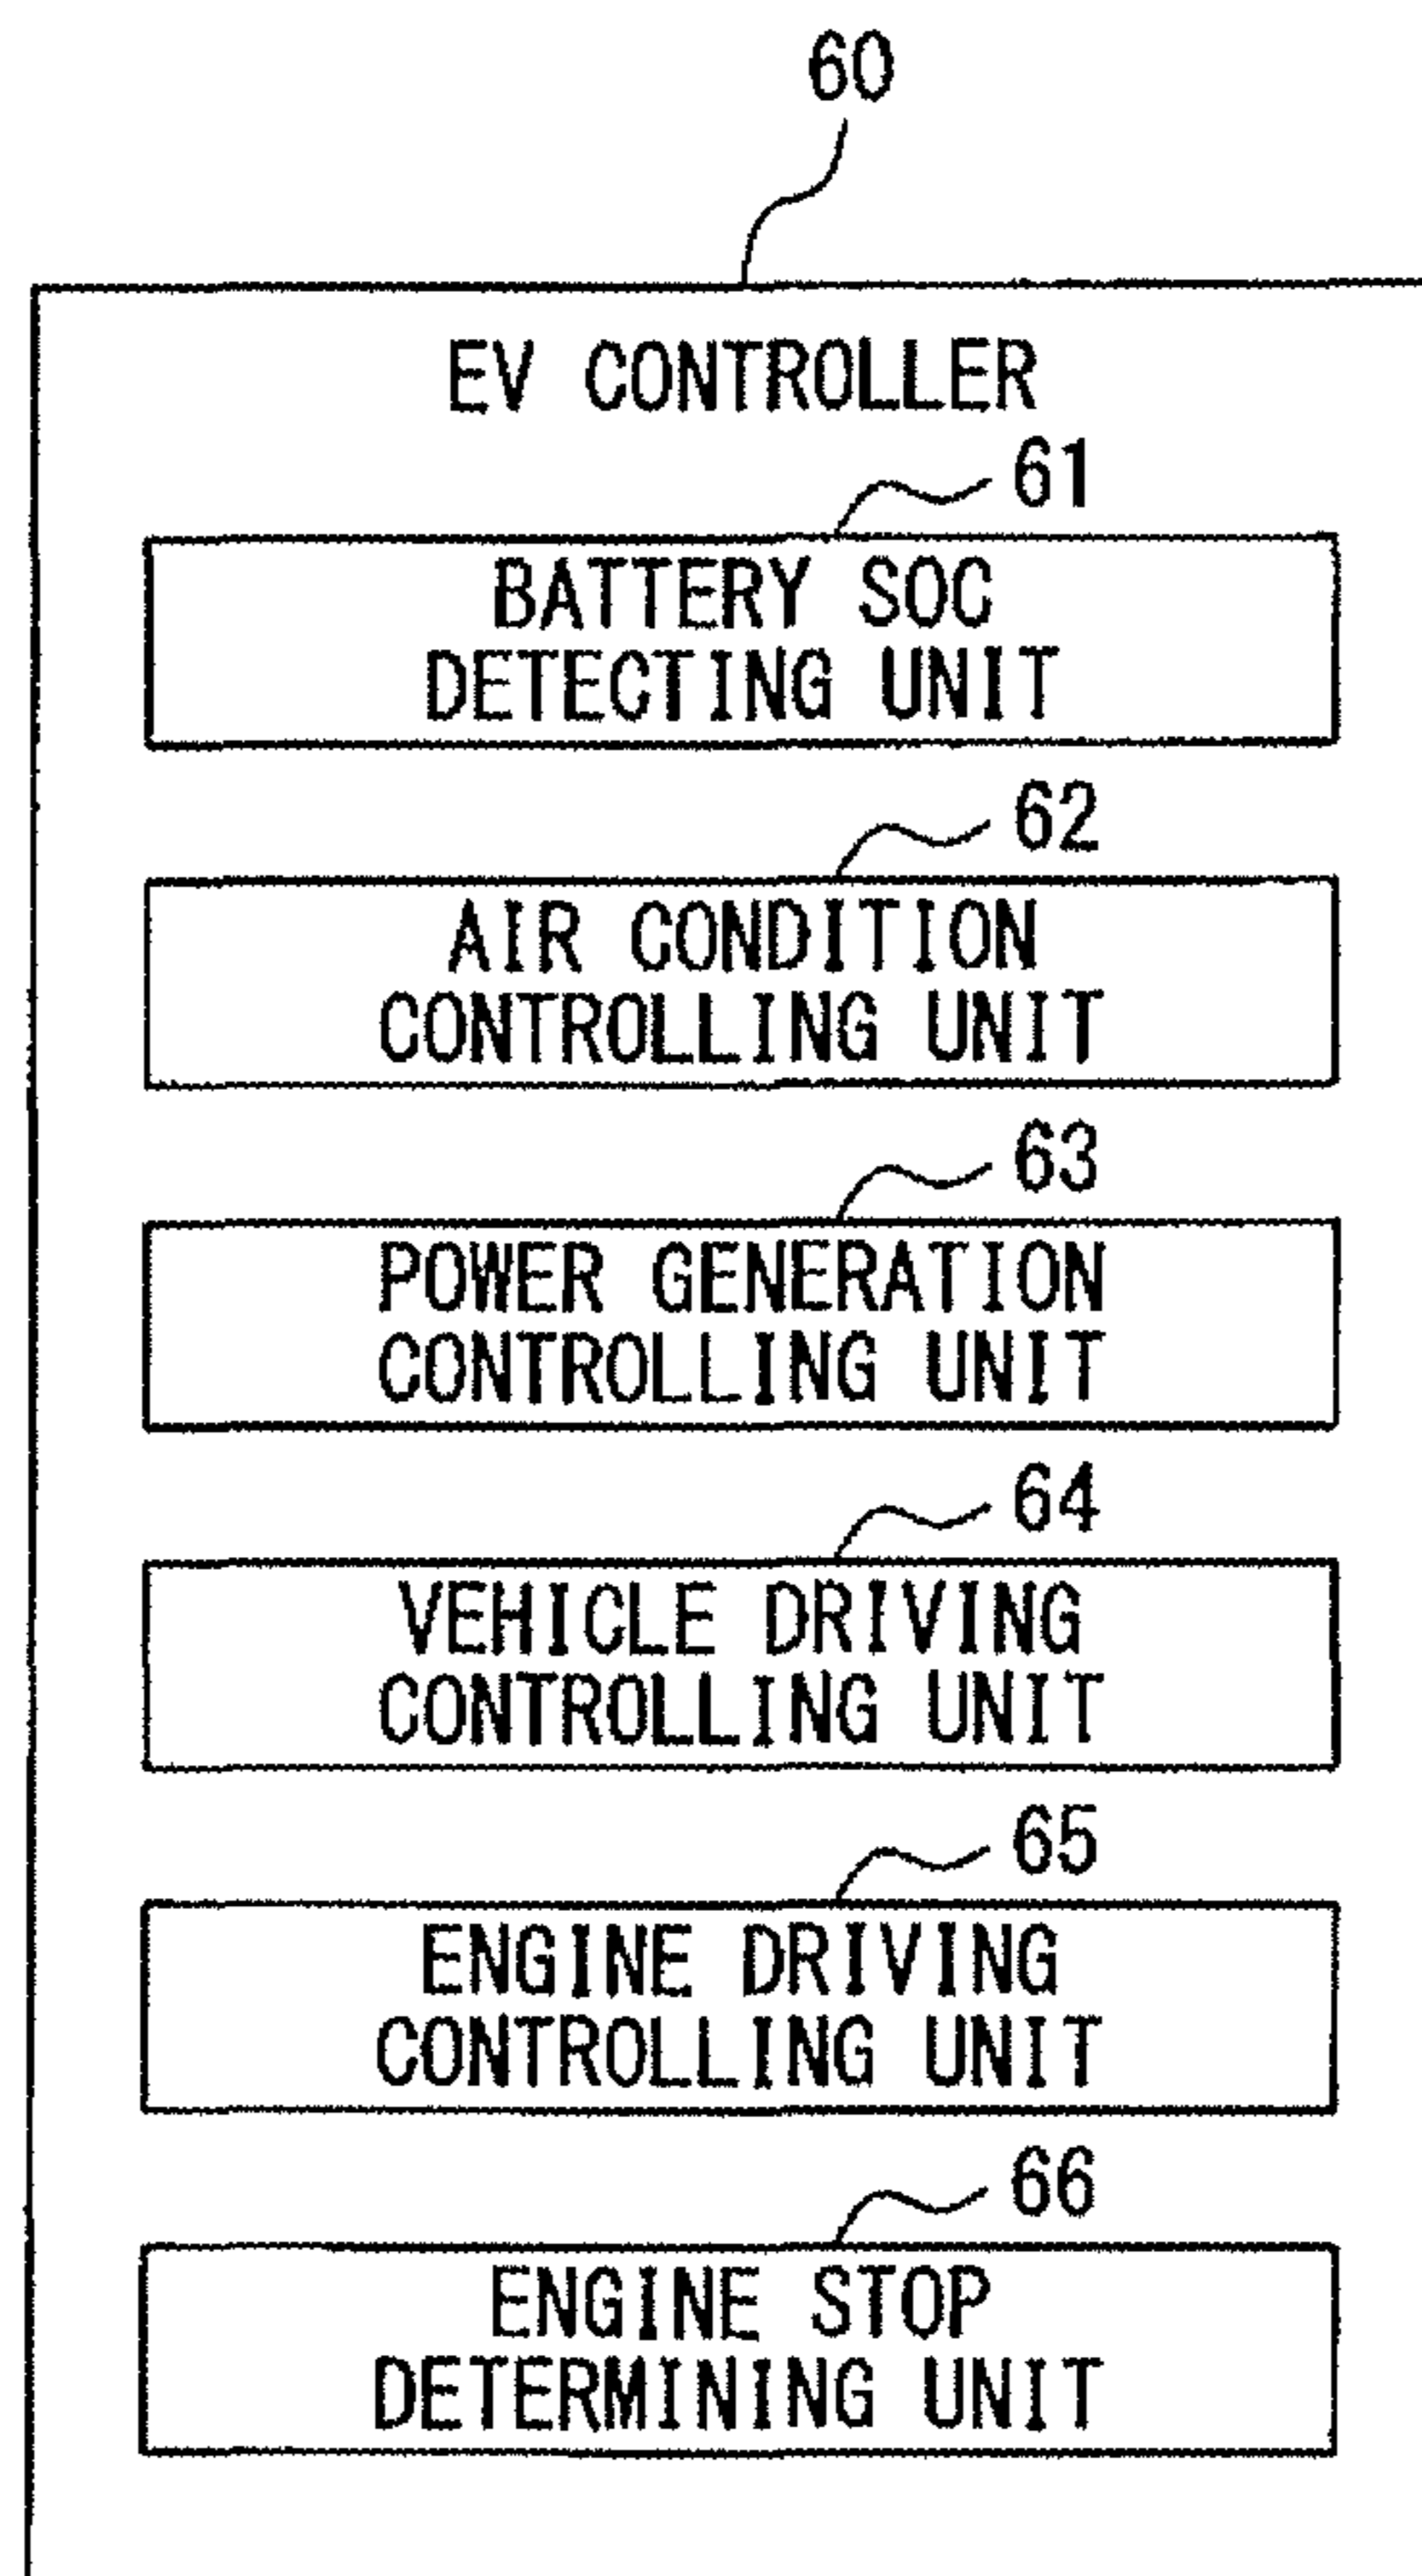 60
EV CONTROLLER
61
BATTERY SOC
DETECTING UNIT
62
AIR CONDITION
CONTROLLING UNIT
63
POWER GENERATION
CONTROLLING UNIT
64
VEHICLE DRIVING
CONTROLLING UNIT
65
ENGINE DRIVING
CONTROLLING UNIT
66
ENGINE STOP
DETERMINING UNIT